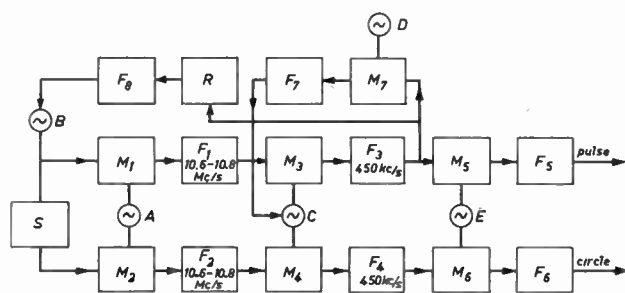 D
F8
R
F7
M7
B
M1
F1
10.6-10.8
Mc/s
M3
F3
450kc/s
M5
F5
pulse
S
A
C
E
M2
F2
10.6-10.8
Mc/s
M4
F4
450kc/s
M6
F6
circle